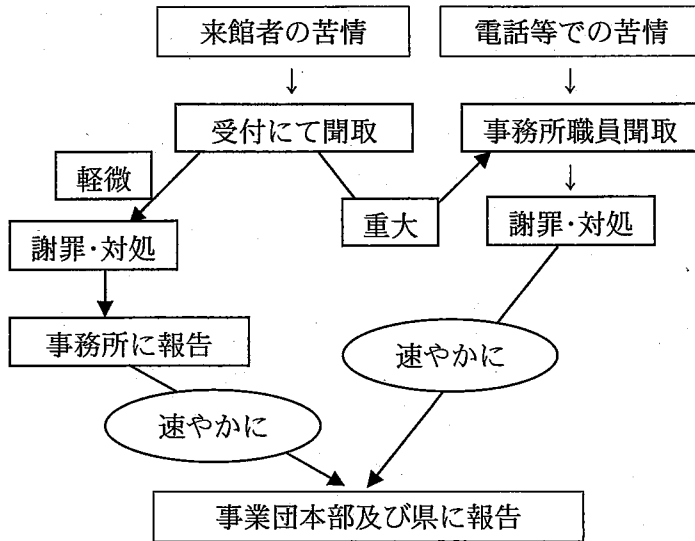 来館者の苦情
電話等での苦情
↓
↓
受付にて聞取
事務所職員聞取
軽微
↓
重大
謝罪・対処
謝罪・対処
事務所に報告
速やかに
速やかに
事業団本部及び県に報告